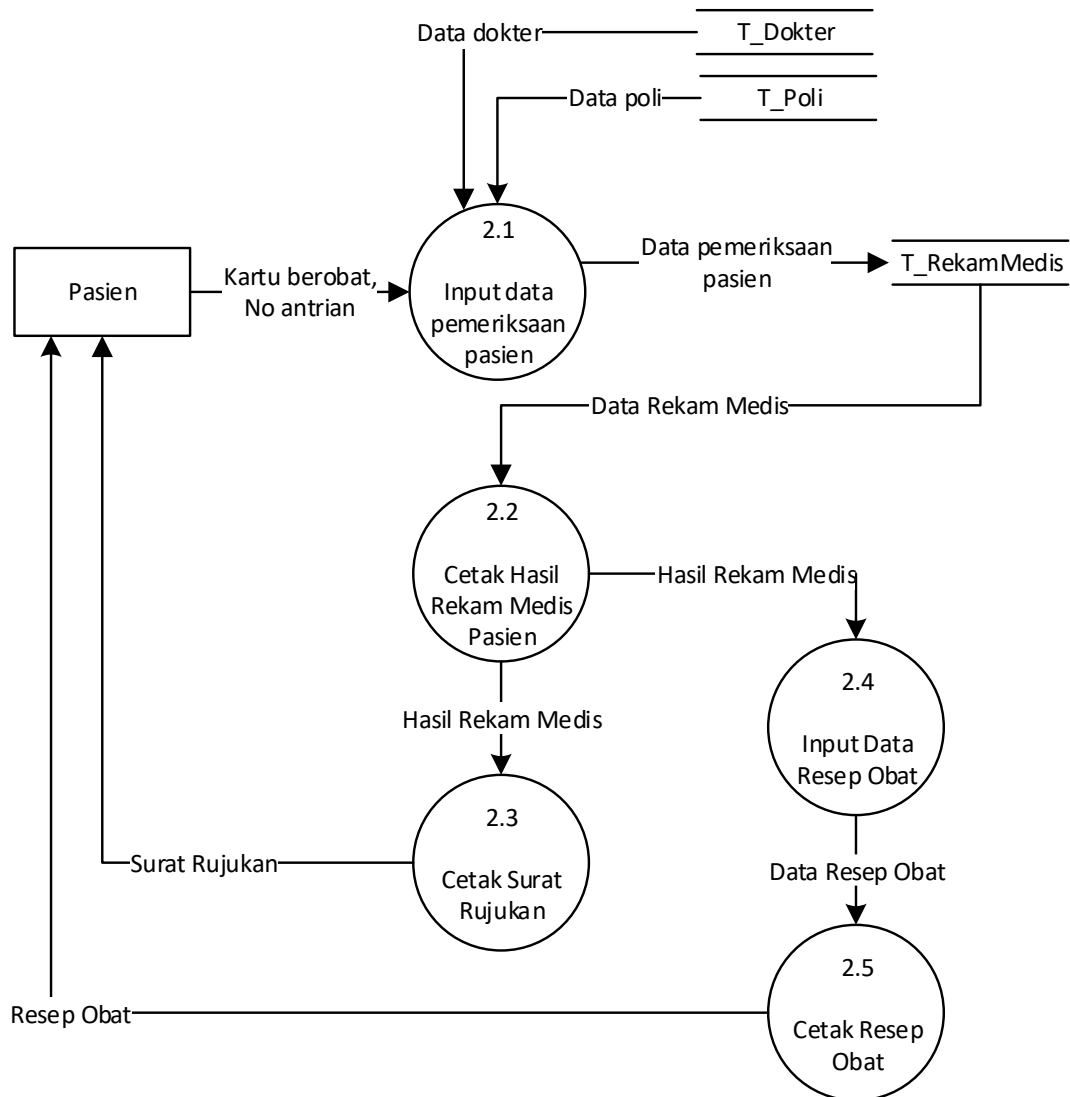 Data dokter
T_Dokter
Data poli
T_Poli
2.1
Input data
pemeriksaan
pasien
Pasien
Kartu berobat,
No antrian
Data pemeriksaan
pasien
T_RekamMedis
Data Rekam Medis
2.2
Cetak Hasil
Rekam Medis
Pasien
Hasil Rekam Medis
2.4
Input Data
Resep Obat
Hasil Rekam Medis
2.3
Cetak Surat
Rujukan
Surat Rujukan
Data Resep Obat
2.5
Cetak Resep
Obat
Resep Obat